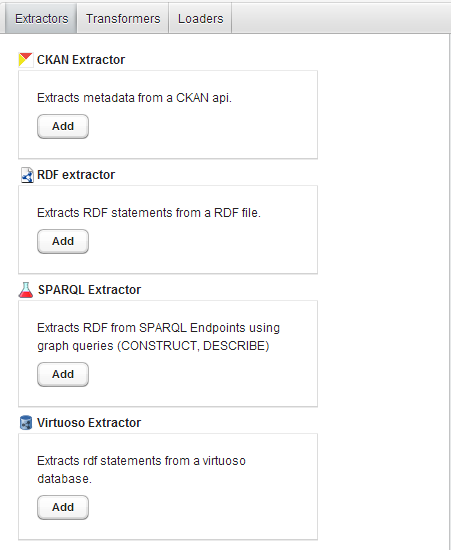 Extractors Transformers Loaders
CKAN Extractor
Extracts metadata from a CKAN api.
Add
RDF extractor
Extracts RDF statements from a RDF file.
Add
SPARQL Extractor
Extracts RDF from SPARQL Endpoints using
graph queries (CONSTRUCT, DESCRIBE)
Add
Virtuoso Extractor
Extracts rdf statements from a virtuoso
database.
Add